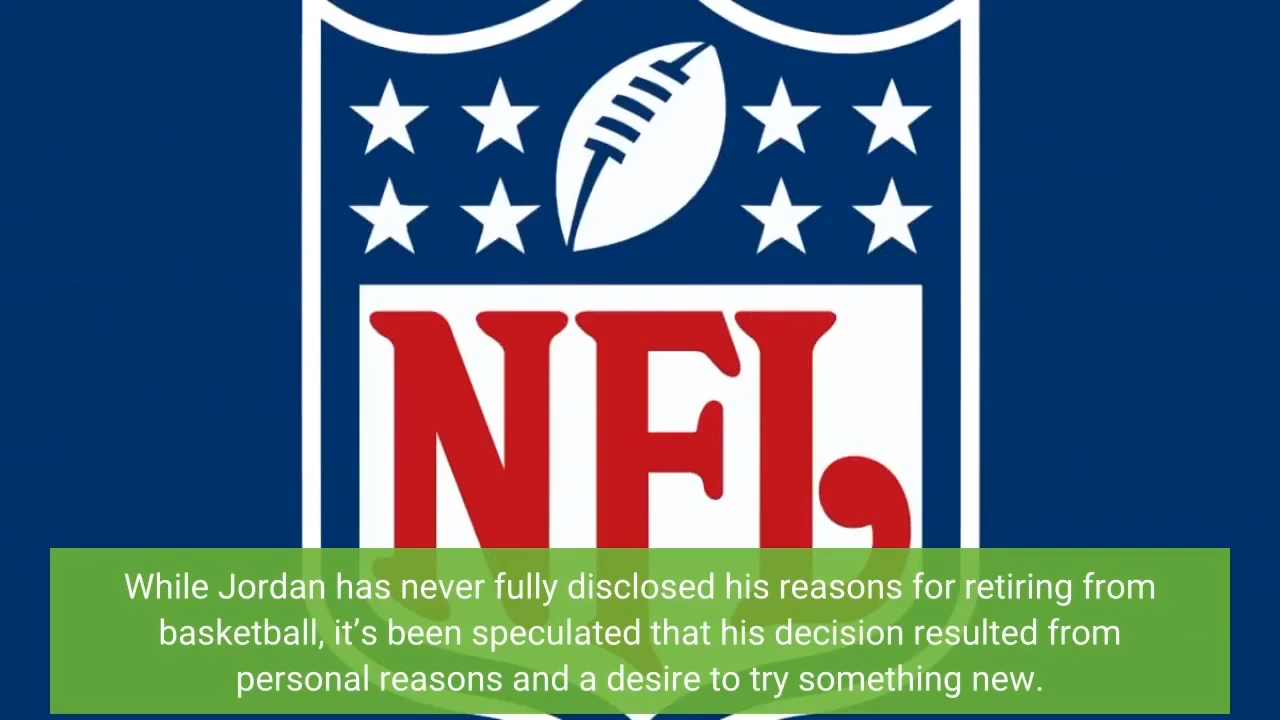 NFL
While Jordan has never fully disclosed his reasons for retiring from
basketball, it’s been speculated that his decision resulted from
personal reasons and a desire to try something new.